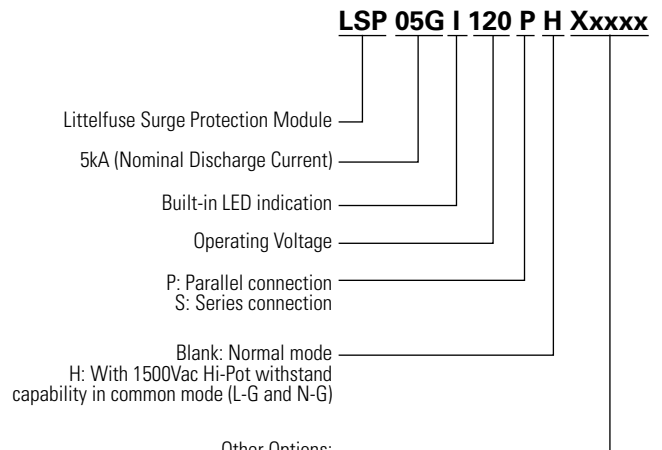 LSP 05G I 120 P H Xxxxx
Littelfuse Surge Protection Module
5kA (Nominal Discharge Current)
Built-in LED indication
Operating Voltage
P: Parallel connection
S: Series connection
Blank: Normal mode
H: With 1500Vac Hi-Pot withstand
capability in common mode (L-G and N-G)
Other Options: